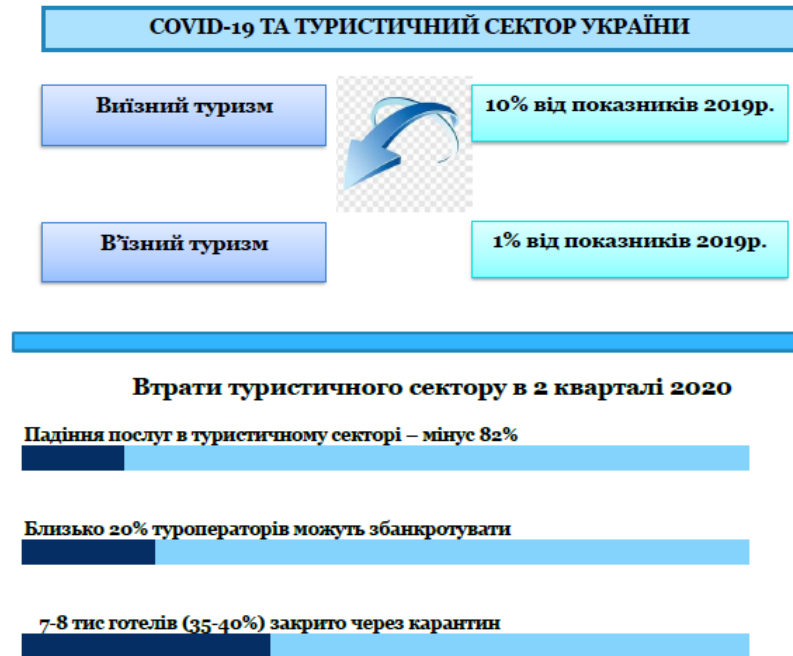 COVID-19 ТА ТУРИСТИЧНИЙ СЕКТОР УКРАЇНИ
Виїзний туризм
10% від показників 2019р.
В'їзний туризм
1% від показників 2019р.
Втрати туристичного сектору в 2 кварталі 2020
Падіння послуг в туристичному секторі – мінус 82%
Близько 20% туроператорів можуть збанкротувати
7-8 тис готелів (35-40%) закрито через карантин